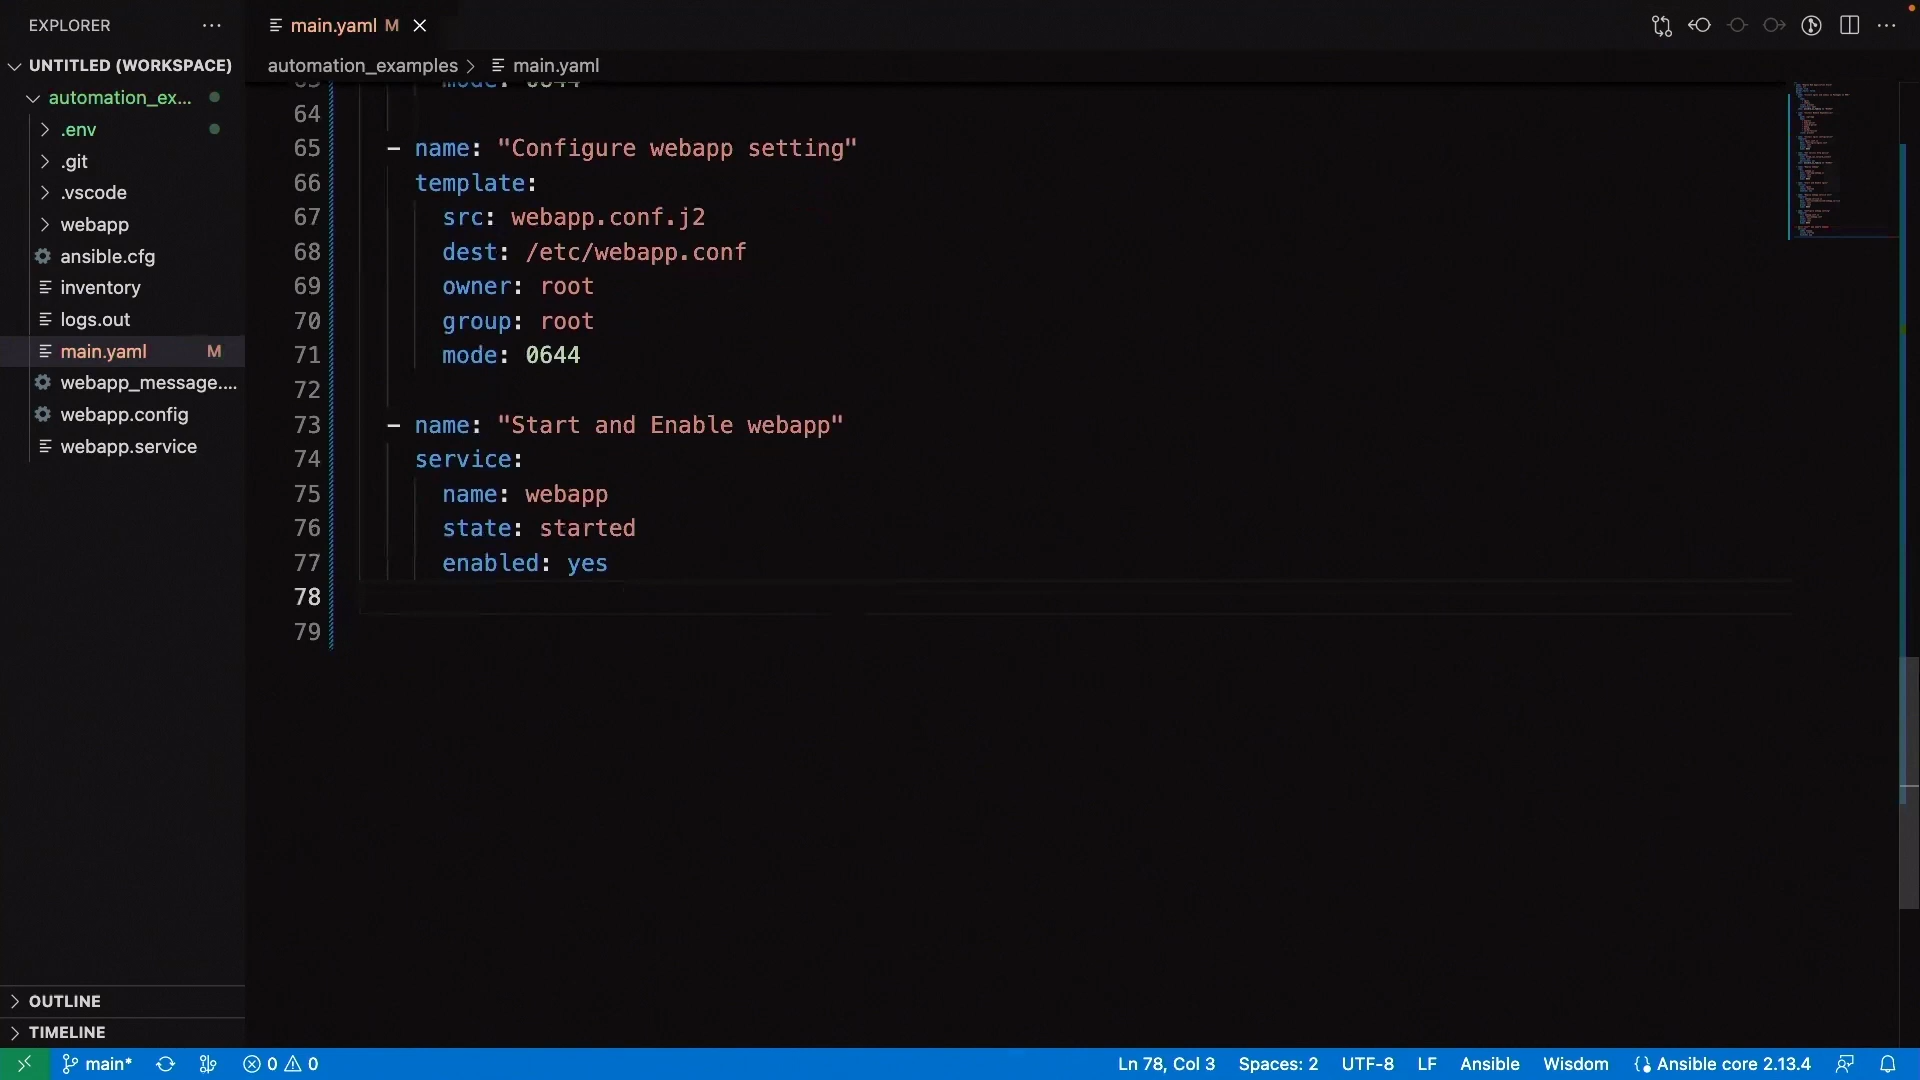 EXPLORER
main.yaml M
UNTITLED (WORKSPACE)
automation_examples > main.yaml
automation_ex...
.env
.git
.vscode
webapp
ansible.cfg
inventory
logs.out
main.yaml M
webapp_message....
webapp.config
webapp.service
64
65 - name: "Configure webapp setting"
66 template:
67 src: webapp.conf.j2
68 dest: /etc/webapp.conf
69 owner: root
70 group: root
71 mode: 0644
72
73 - name: "Start and Enable webapp"
74 service:
75 name: webapp
76 state: started
77 enabled: yes
78
79
OUTLINE
TIMELINE
main* 0 0 Ln 78, Col 3 Spaces: 2 UTF-8 LF Ansible Wisdom Ansible core 2.13.4